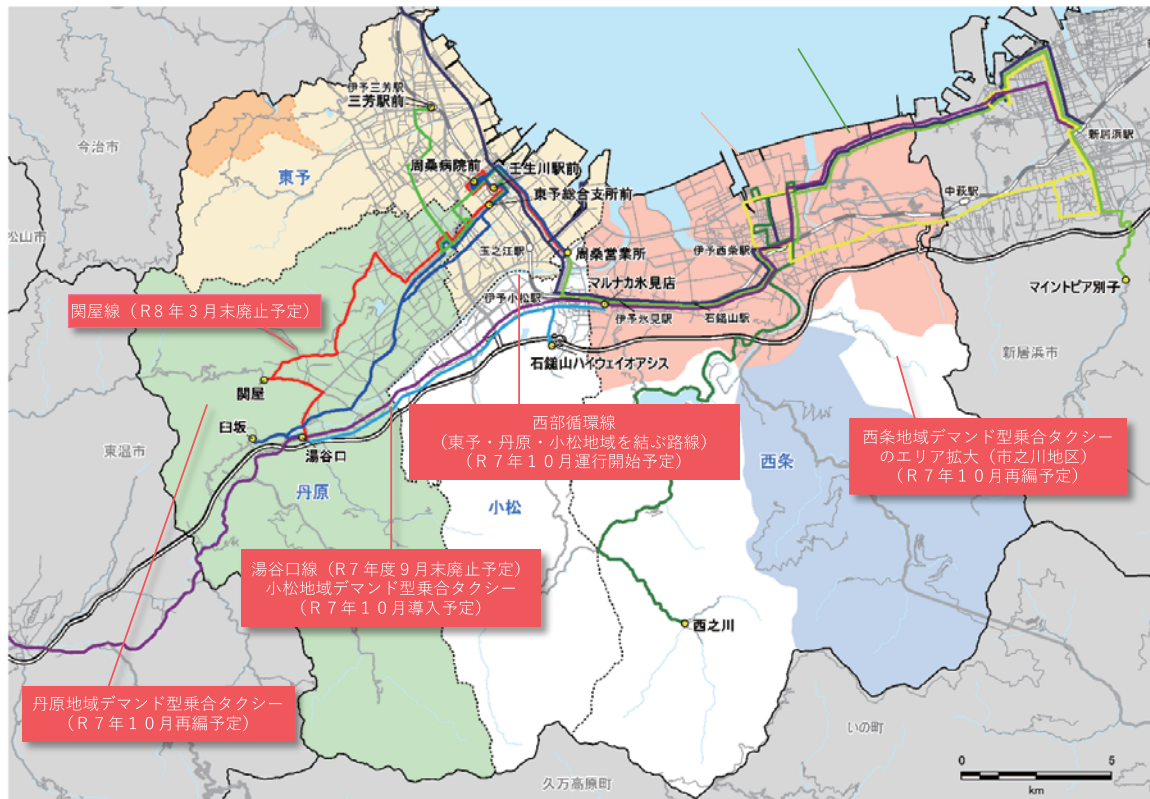 伊予三芳駅
三芳駅前
今治市
東予
周桑病院前
壬生川駅前
東予総合支所前
新居浜駅
中萩駅
松山市
玉之江駅
周桑営業所
伊予西条駅
マルナカ氷見店
伊予小松駅
伊予氷見駅
石鎚山駅
マイントピア別子
関屋線（R８年３月末廃止予定）
石鎚山ハイウェイオアシス
新居浜市
関屋
臼坂
湯谷口
東温市
西部循環線
（東予・丹原・小松地域を結ぶ路線）
（Ｒ７年１０月運行開始予定）
西条地域デマンド型乗合タクシー
のエリア拡大（市之川地区）
（Ｒ７年１０月再編予定）
西条
丹原
小松
湯谷口線（Ｒ７年度９月末廃止予定）
小松地域デマンド型乗合タクシー
（Ｒ７年１０月導入予定）
西之川
丹原地域デマンド型乗合タクシー
（Ｒ７年１０月再編予定）
いの町
久万高原町
0 5
km